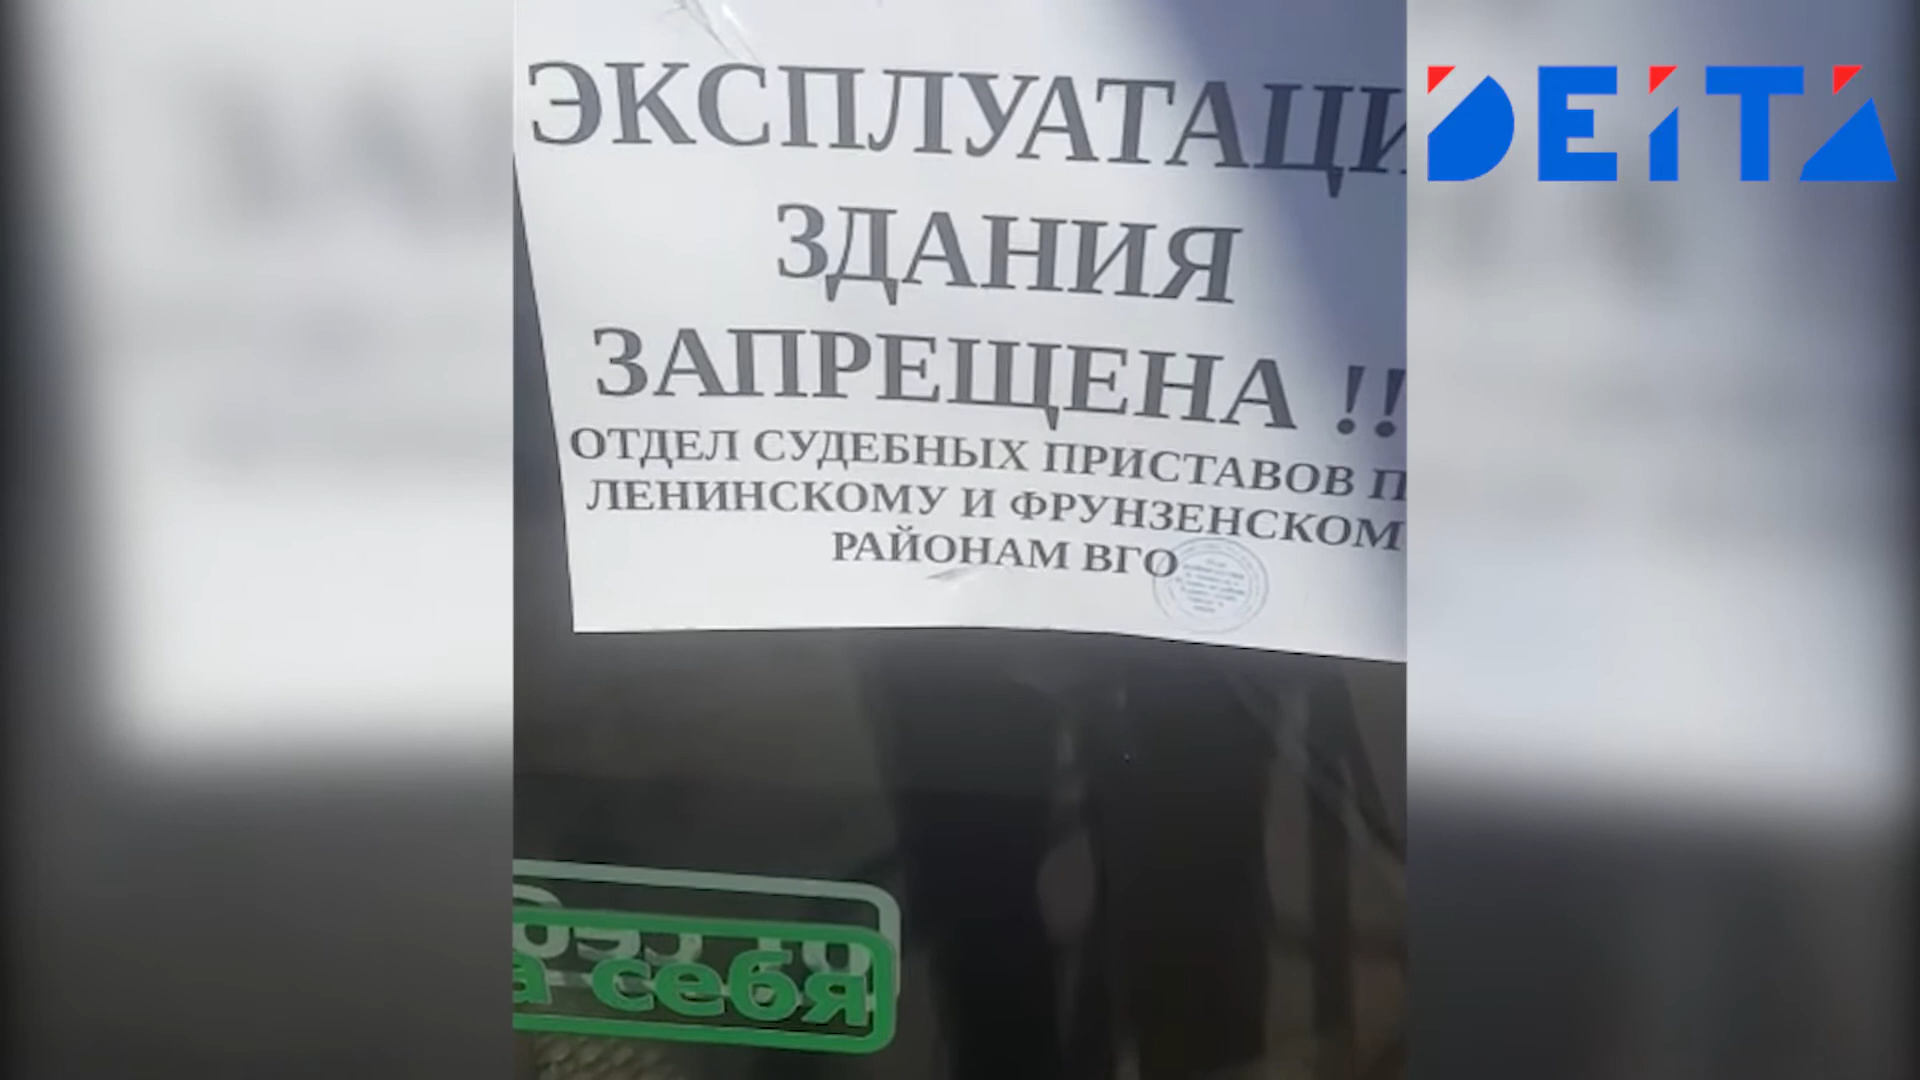 ЭКСПЛУАТАЦИ
ЗДАНИЯ
ЗАПРЕЩЕНА !!
ОТДЕЛ СУДЕБНЫХ ПРИСТАВОВ П
ЛЕНИНСКОМУ И ФРУНЗЕНСКОМ
РАЙОНАМ ВГО
а себя
DEITA